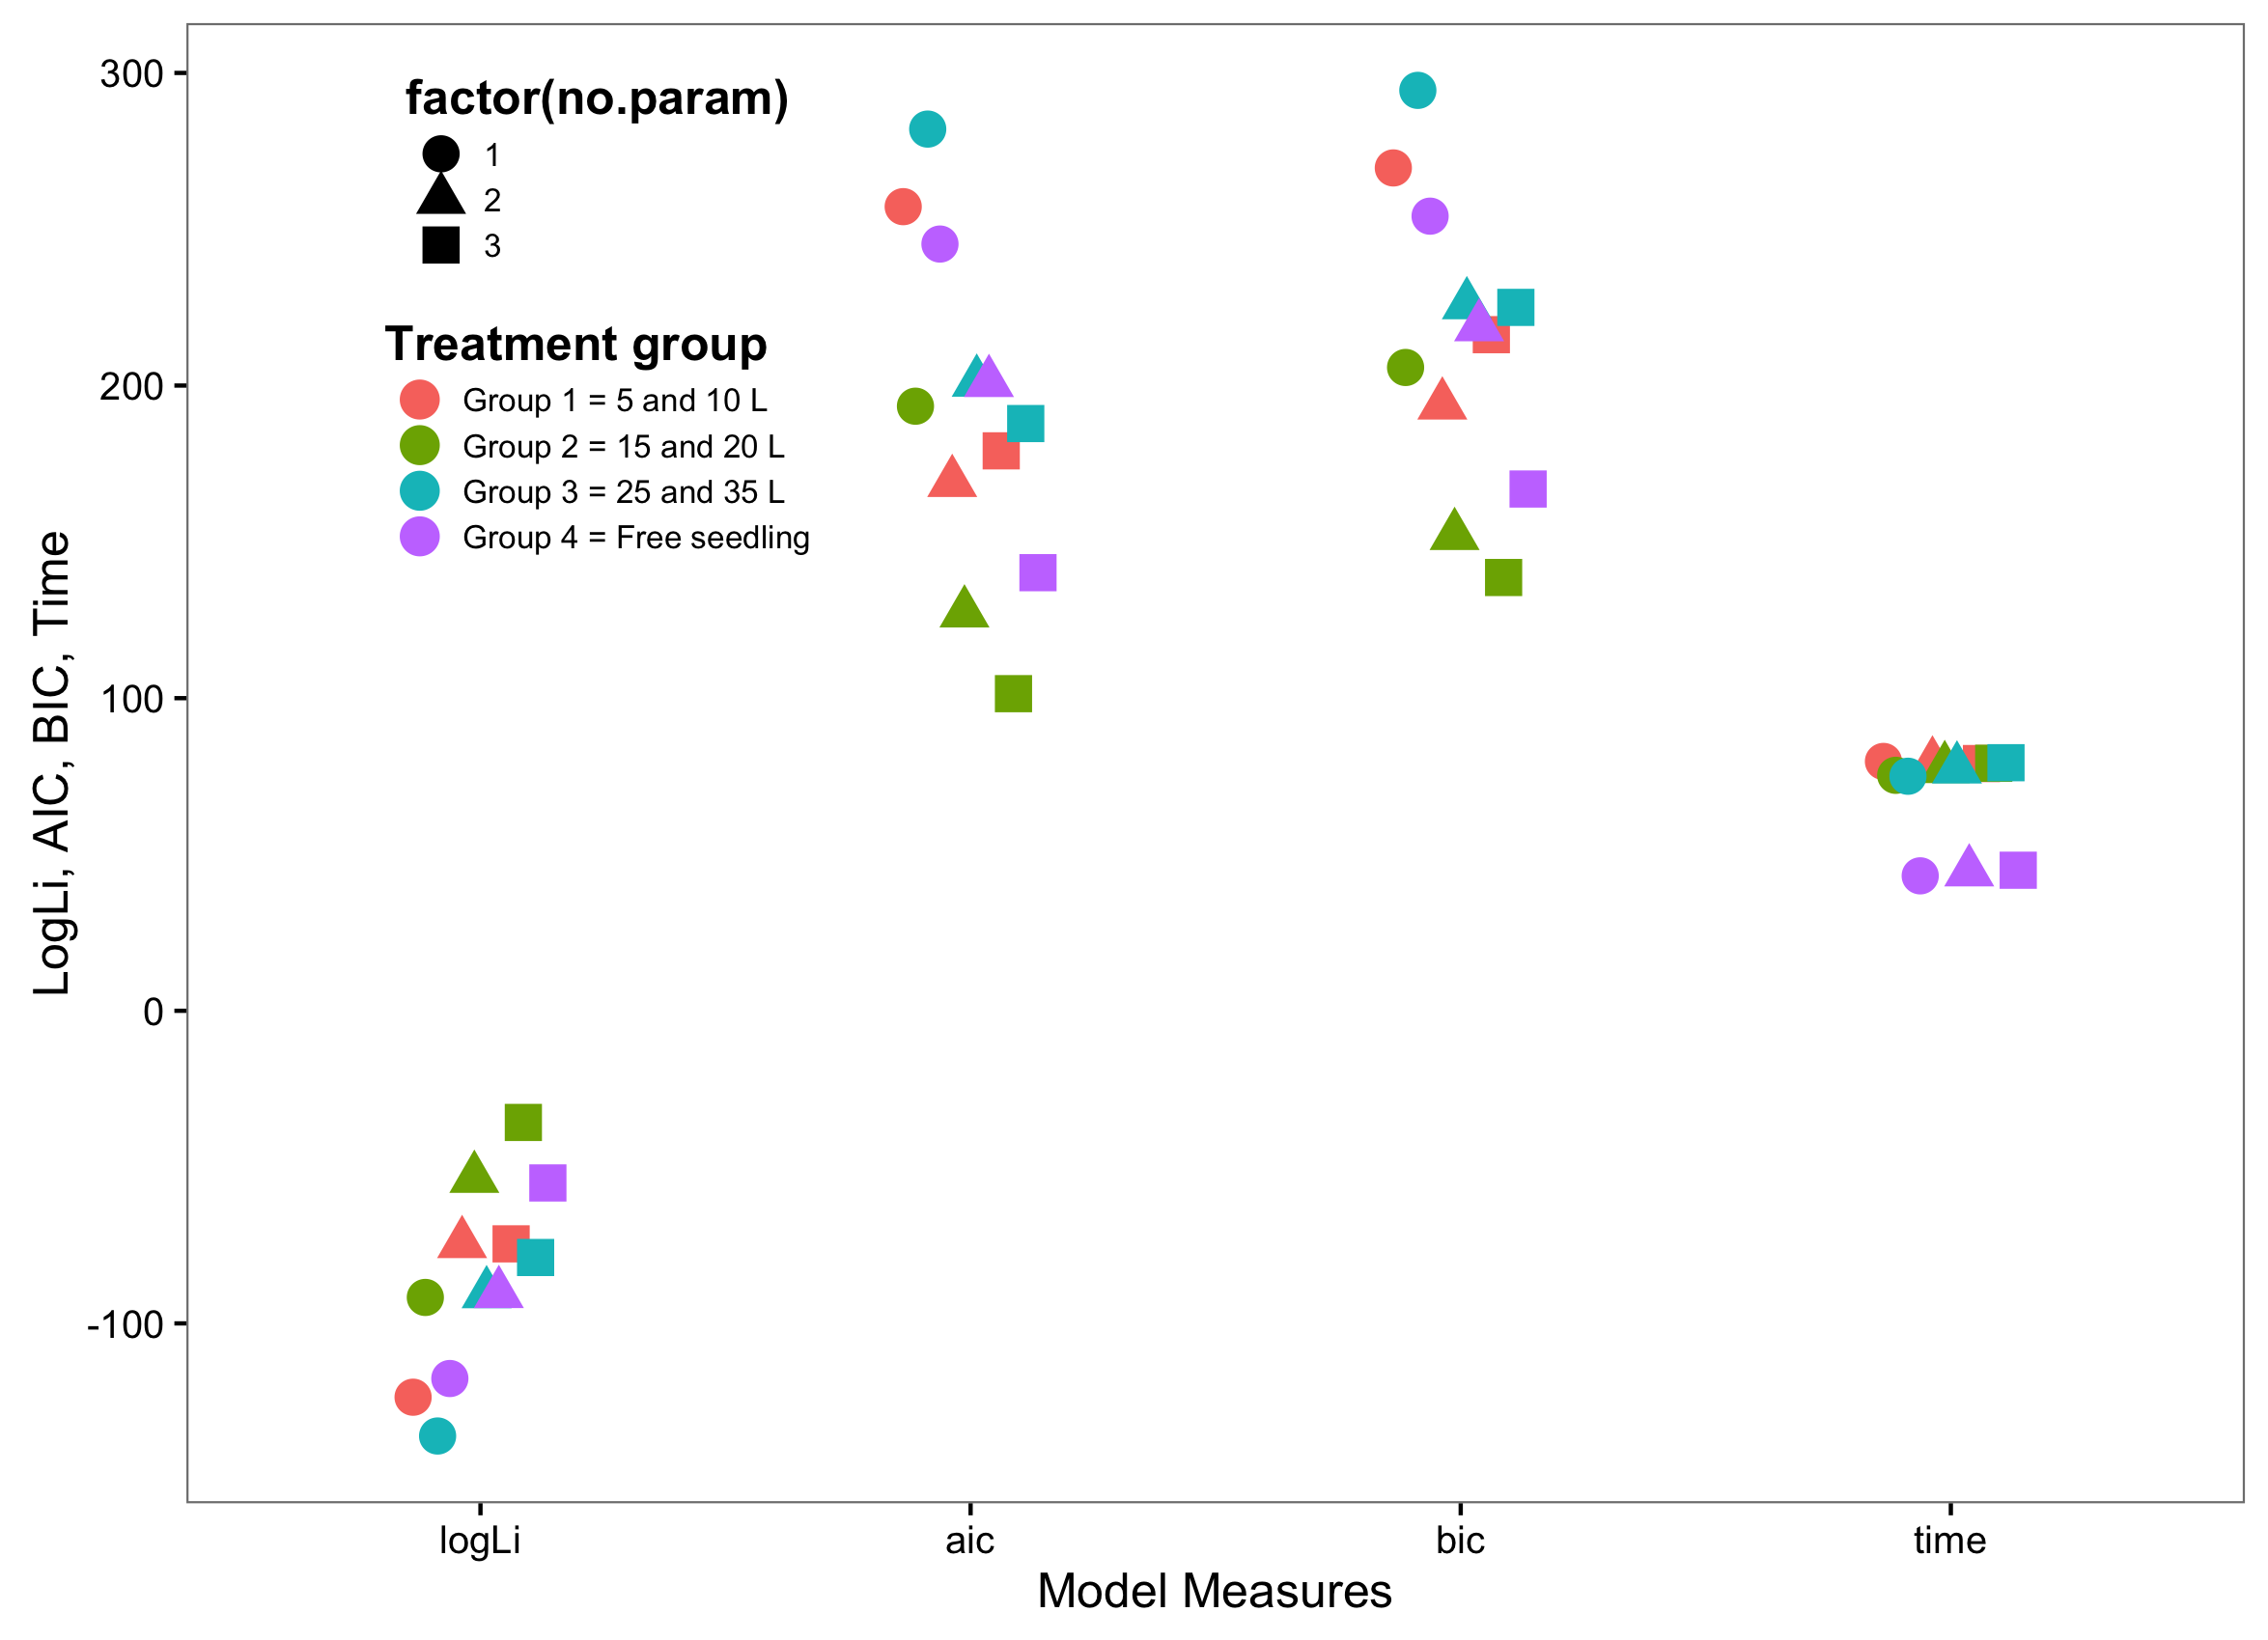 factor(no.param)
1
2
3
Treatment group
Group 1 = 5 and 10 L
Group 2 = 15 and 20 L
Group 3 = 25 and 35 L
Group 4 = Free seedling
LogLi, AIC, BIC, Time
300
200
100
0
-100
logLi
aic
bic
time
Model Measures